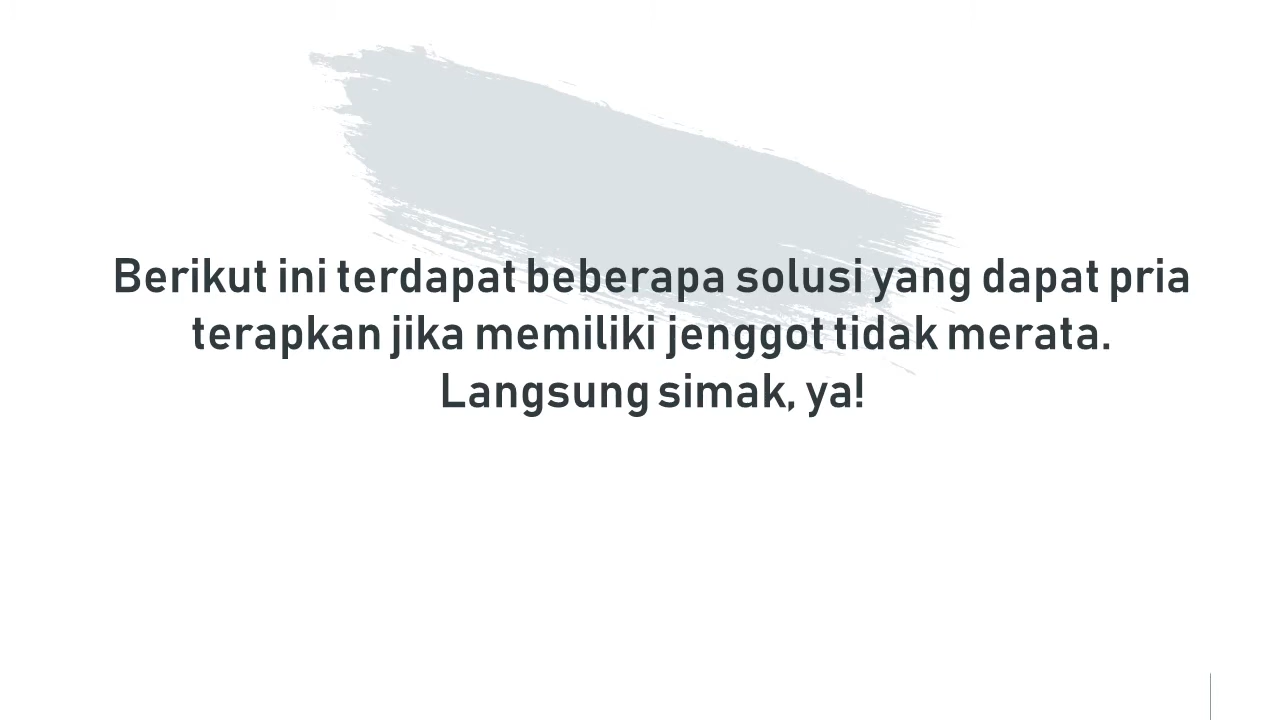 Berikut ini terdapat beberapa solusi yang dapat pria
terapkan jika memiliki jenggot tidak merata.
Langsung simak, ya!